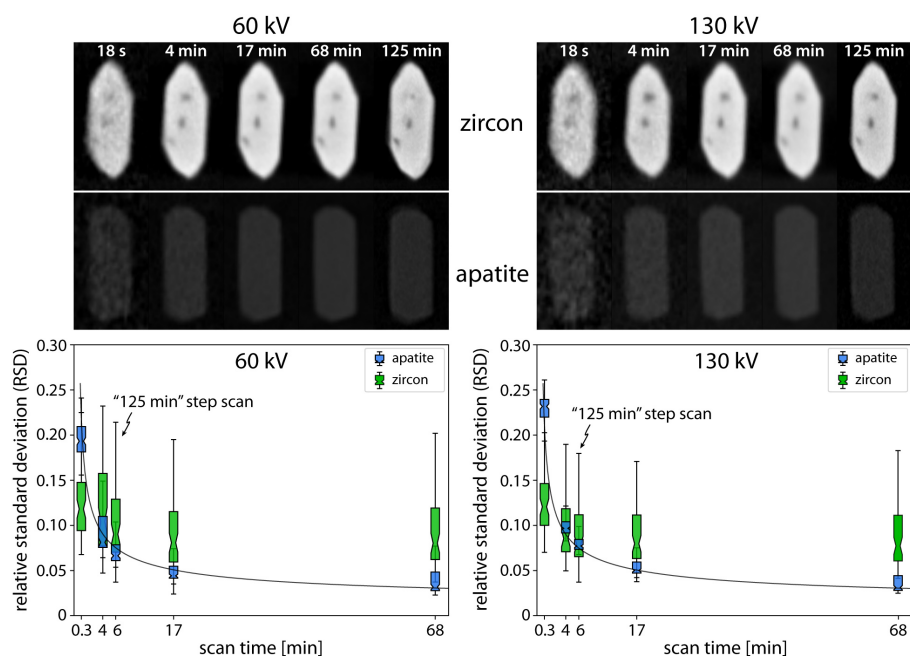 60 kV
130 kV
18 s 4 min 17 min 68 min 125 min
18 s 4 min 17 min 68 min 125 min
zircon
apatite
relative standard deviation (RSD)
0.30
0.25
0.20
0.15
0.10
0.05
0
60 kV
apatite
zircon
“125 min” step scan
0.3 4 6 17 68
scan time [min]
relative standard deviation (RSD)
0.30
0.25
0.20
0.15
0.10
0.05
0
130 kV
apatite
zircon
“125 min” step scan
0.3 4 6 17 68
scan time [min]